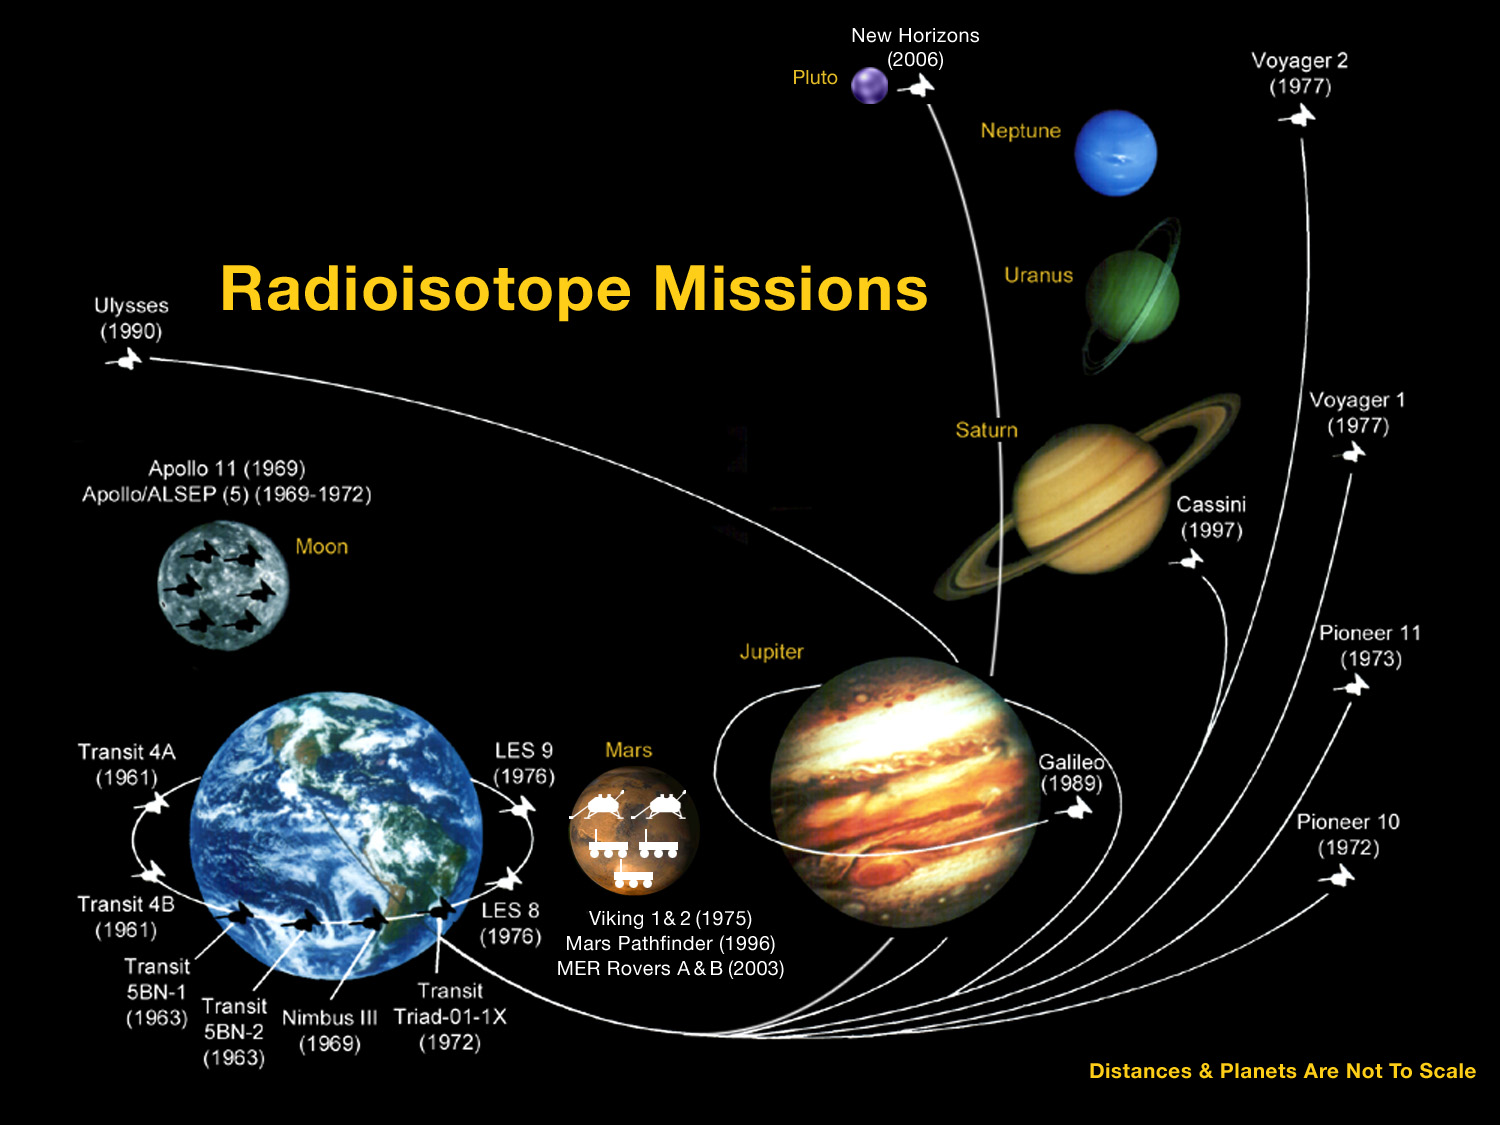 New Horizons
(2006)
Pluto
Voyager 2
(1977)
Neptune
Uranus
Radioisotope Missions
Ulysses
(1990)
Voyager 1
(1977)
Saturn
Apollo 11 (1969)
Apollo/ALSEP (5) (1969-1972)
Moon
Cassini
(1997)
Pioneer 11
(1973)
Jupiter
Transit 4A
(1961)
LES 9
(1976)
Mars
Galileo
(1989)
Pioneer 10
(1972)
Transit 4B
(1961)
LES 8
(1976)
Viking 1 & 2 (1975)
Mars Pathfinder (1996)
MER Rovers A & B (2003)
Transit
5BN-1
(1963)
Transit
5BN-2
(1963)
Nimbus III
(1969)
Transit
Triad-01-1X
(1972)
Distances & Planets Are Not To Scale